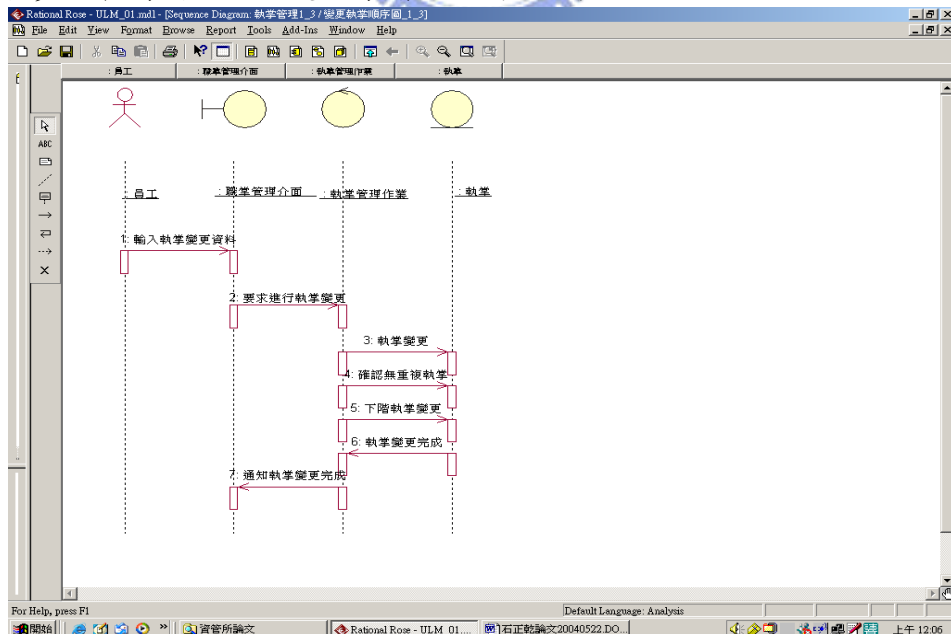 Rational Rose - ULM_01.mdl - [Sequence Diagram: 執掌管理1_3 / 變更執掌順序圖_1_3]
File Edit View Format Browse Report Tools Add-Ins Window Help
: 員工 : 職掌管理介面 : 執掌管理作業 : 執掌
ABC
: 員工 : 職掌管理介面 : 執掌管理作業 : 執掌
1: 輸入執掌變更資料
2: 要求進行執掌變更
3: 執掌變更
4: 確認無重複執掌
5: 下階執掌變更
6: 執掌變更完成
7: 通知執掌變更完成
For Help, press F1 Default Language: Analysis
開始 資管所論文 Rational Rose - ULM_01.... 石正乾論文20040522.DO... 上午 12:06